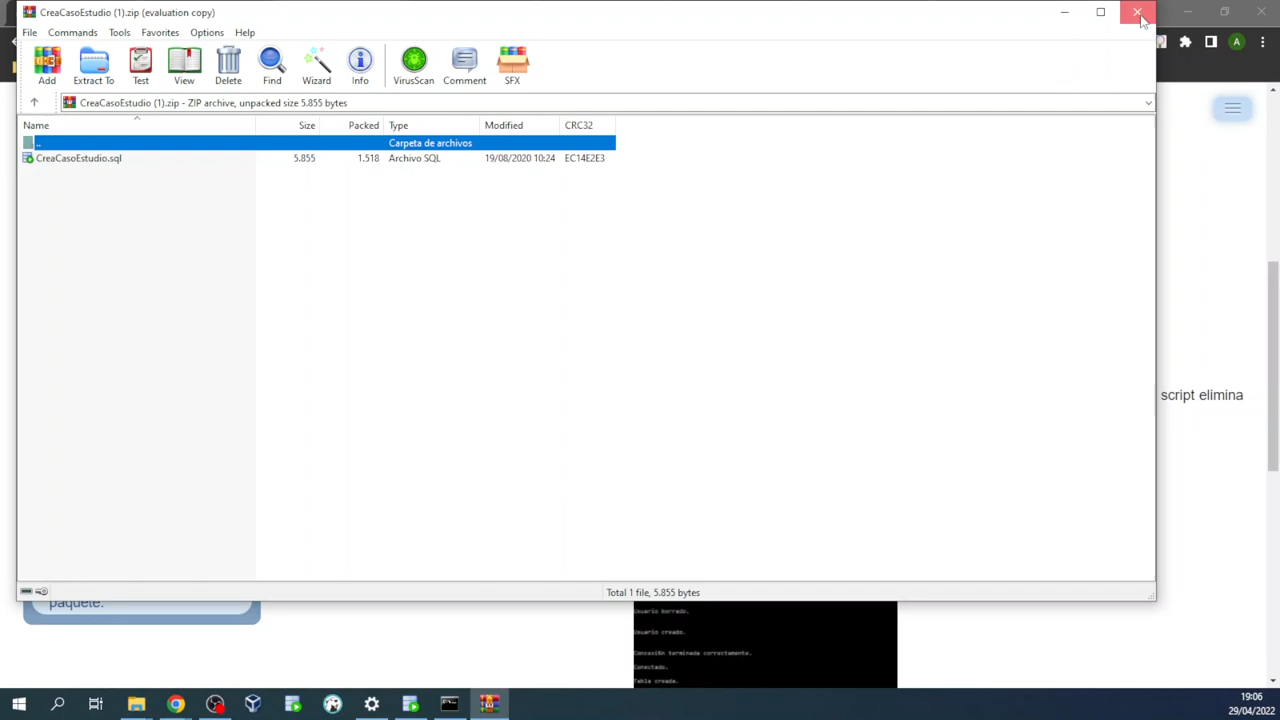 CreaCasoEstudio (1).zip (evaluation copy)
File Commands Tools Favorites Options Help
Add Extract To Test View Delete Find Wizard Info VirusScan Comment SFX
CreaCasoEstudio (1).zip - ZIP archive, unpacked size 5.855 bytes
Name Size Packed Type Modified CRC32
.. Carpeta de archivos
CreaCasoEstudio.sql 5.855 1.518 Archivo SQL 19/08/2020 10:24 EC14E2E3
script elimina
Total 1 file, 5.855 bytes
paquete.
Usuario borrado.
Usuario creado.
Conectado.
Tabla creada.
A
19:06
29/04/2022